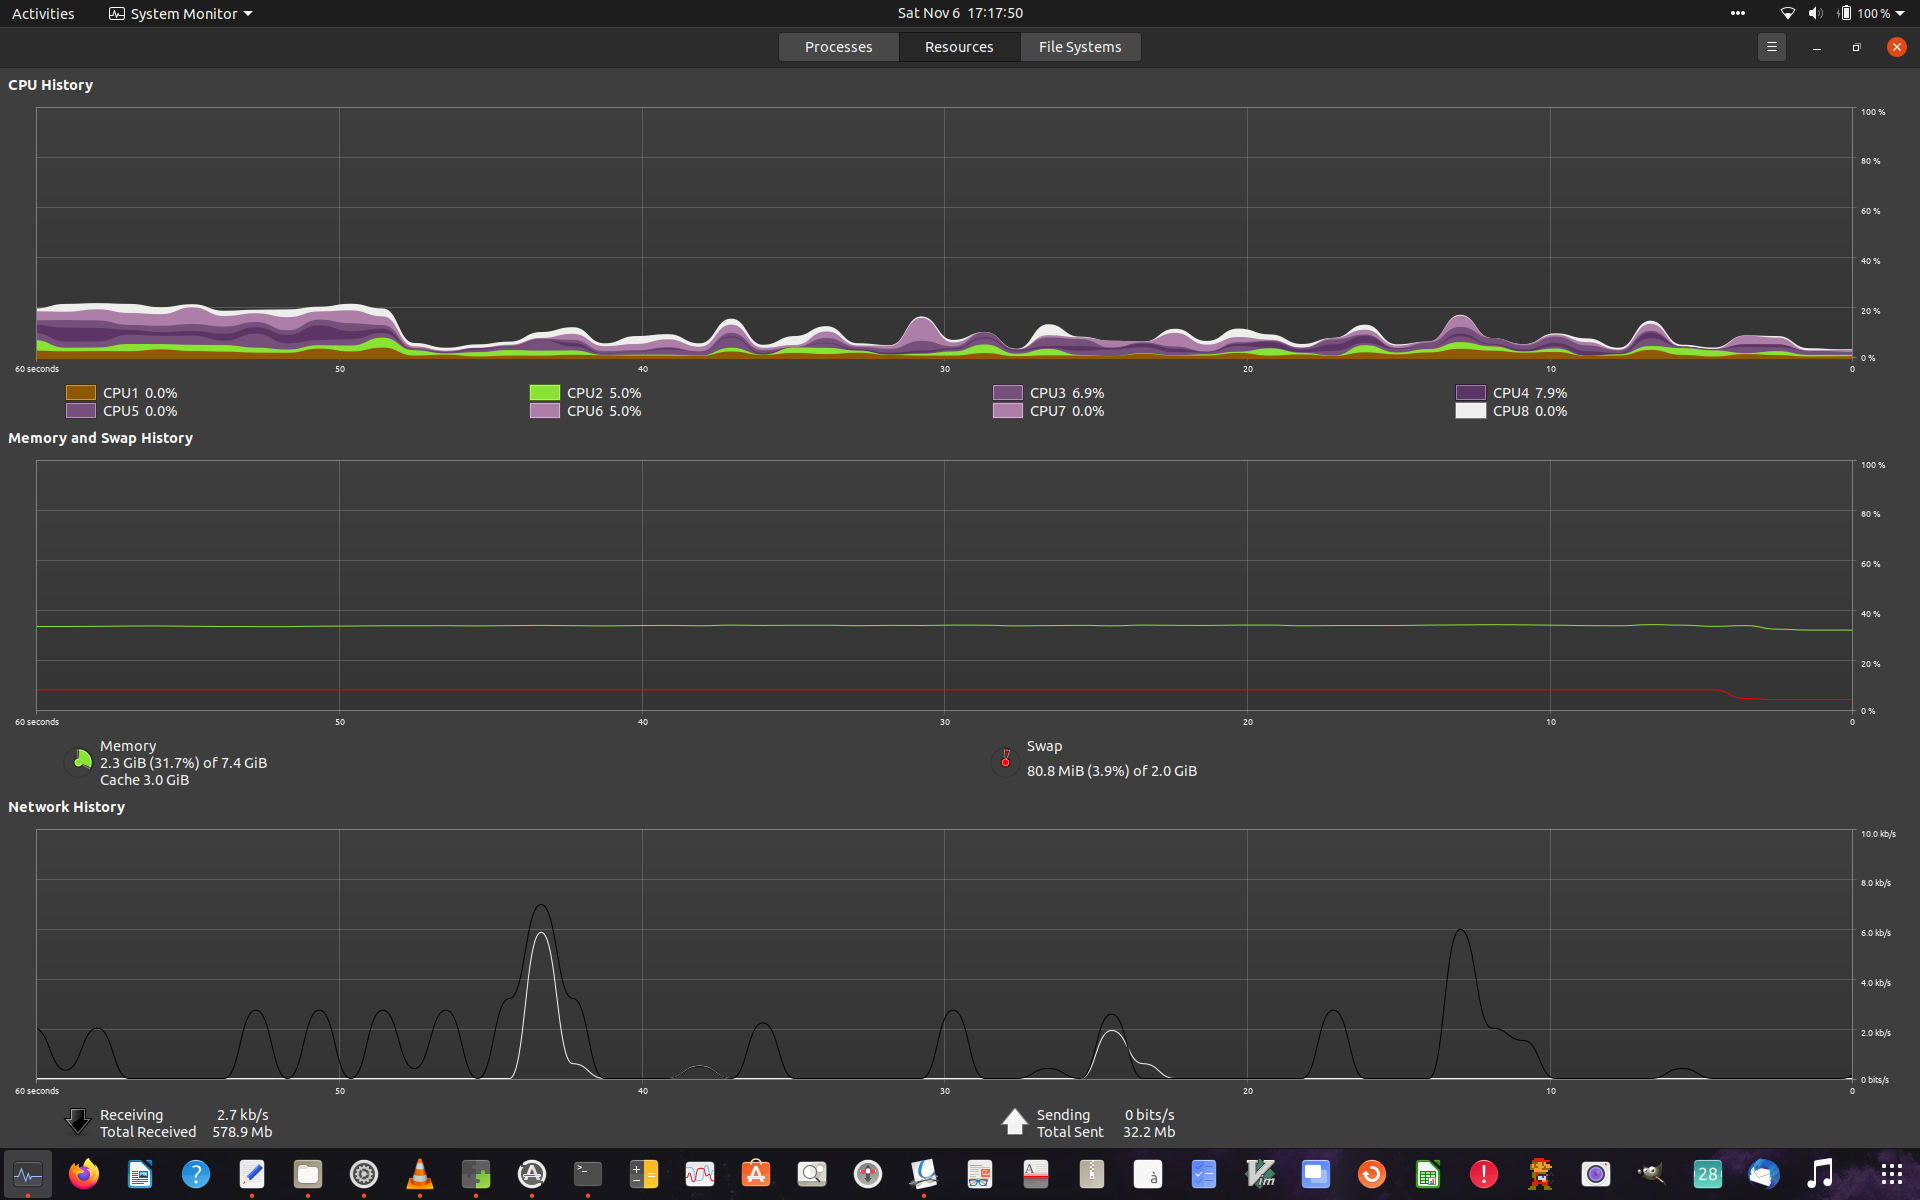 Activities System Monitor Sat Nov 6 17:17:50 100 %
Processes Resources File Systems
CPU History
100 %
80 %
60 %
40 %
20 %
0 %
60 seconds 50 40 30 20 10 0
CPU1 0.0% CPU2 5.0% CPU3 6.9% CPU4 7.9%
CPU5 0.0% CPU6 5.0% CPU7 0.0% CPU8 0.0%
Memory and Swap History
100 %
80 %
60 %
40 %
20 %
0 %
60 seconds 50 40 30 20 10 0
Memory
2.3 GiB (31.7%) of 7.4 GiB
Cache 3.0 GiB
Swap
80.8 MiB (3.9%) of 2.0 GiB
Network History
10.0 kb/s
8.0 kb/s
6.0 kb/s
4.0 kb/s
2.0 kb/s
0 bits/s
60 seconds 50 40 30 20 10 0
Receiving 2.7 kb/s
Total Received 578.9 Mb
Sending 0 bits/s
Total Sent 32.2 Mb
? >_ A à Vim ! 28